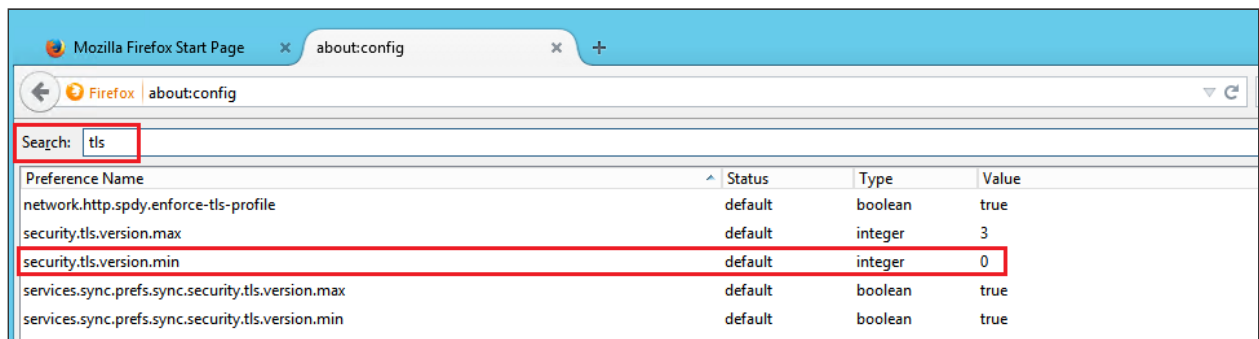 Mozilla Firefox Start Page × about:config × +
Firefox about:config
Search: tls
Preference Name Status Type Value
network.http.spdy.enforce-tls-profile default boolean true
security.tls.version.max default integer 3
security.tls.version.min default integer 0
services.sync.prefs.sync.security.tls.version.max default boolean true
services.sync.prefs.sync.security.tls.version.min default boolean true